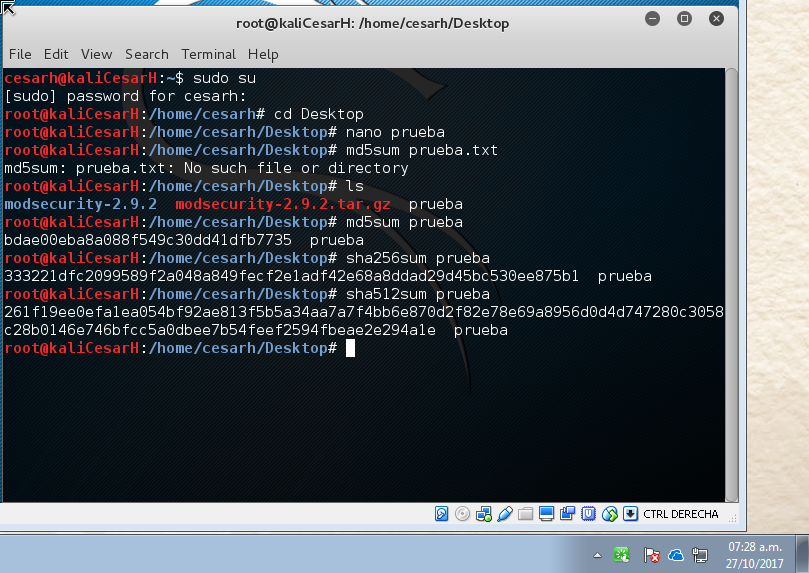 root@kaliCesarH: /home/cesarh/Desktop
File Edit View Search Terminal Help
cesarh@kaliCesarH:~$ sudo su
[sudo] password for cesarh:
root@kaliCesarH:/home/cesarh# cd Desktop
root@kaliCesarH:/home/cesarh/Desktop# nano prueba
root@kaliCesarH:/home/cesarh/Desktop# md5sum prueba.txt
md5sum: prueba.txt: No such file or directory
root@kaliCesarH:/home/cesarh/Desktop# ls
modsecurity-2.9.2  modsecurity-2.9.2.tar.gz  prueba
root@kaliCesarH:/home/cesarh/Desktop# md5sum prueba
bdae00eba8a088f549c30dd41dfb7735  prueba
root@kaliCesarH:/home/cesarh/Desktop# sha256sum prueba
333221dfc2099589f2a048a849fecf2e1adf42e68a8ddad29d45bc530ee875b1  prueba
root@kaliCesarH:/home/cesarh/Desktop# sha512sum prueba
261f19ee0efa1ea054bf92ae813f5b5a34aa7a7f4bb6e870d2f82e78e69a8956d0d4d747280c3058
c28b0146e746bfcc5a0dbee7b54feef2594fbeae2e294a1e  prueba
root@kaliCesarH:/home/cesarh/Desktop#
CTRL DERECHA
07:28 a.m.
27/10/2017